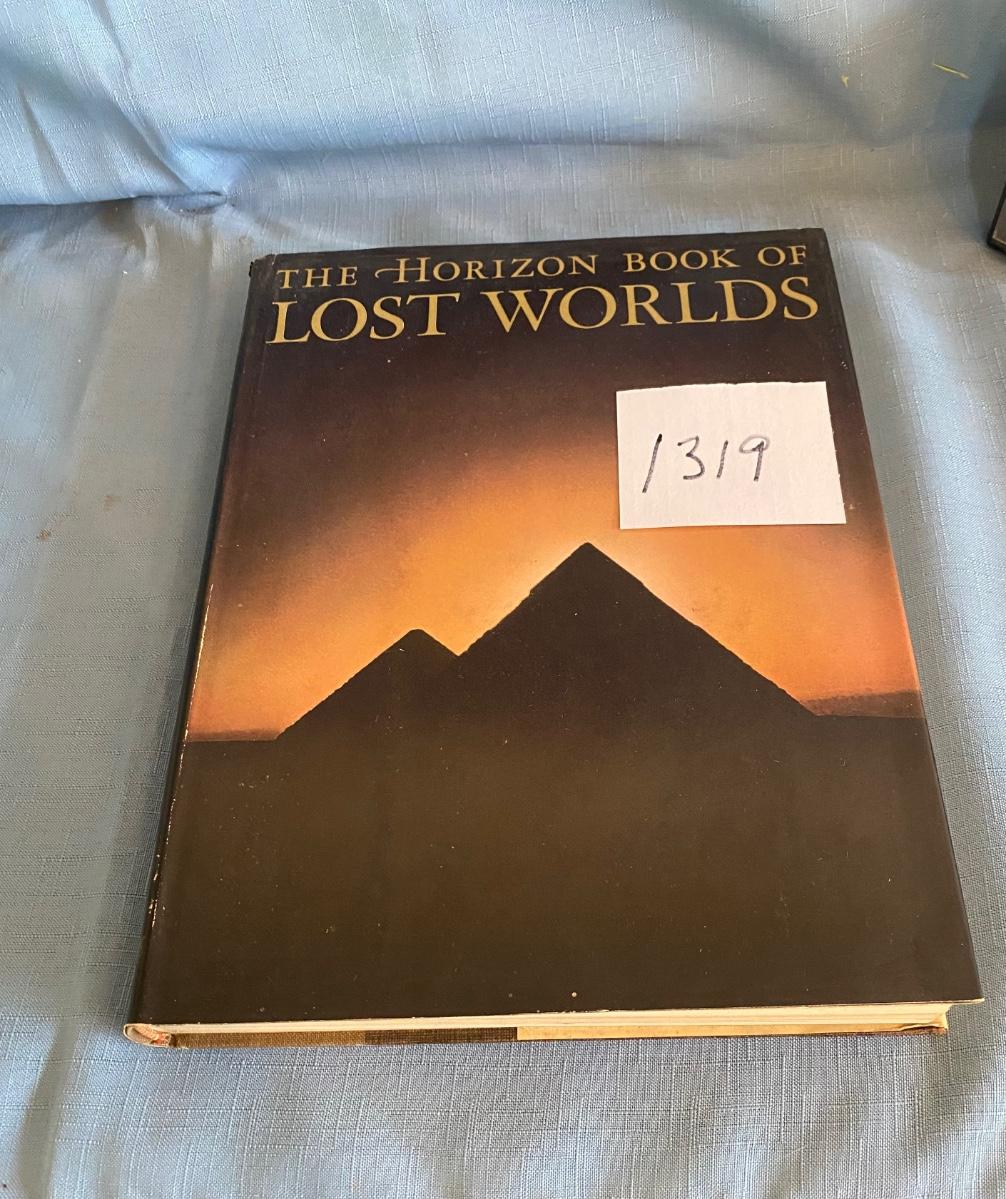 THE HORIZON BOOK OF
LOST WORLDS
1319